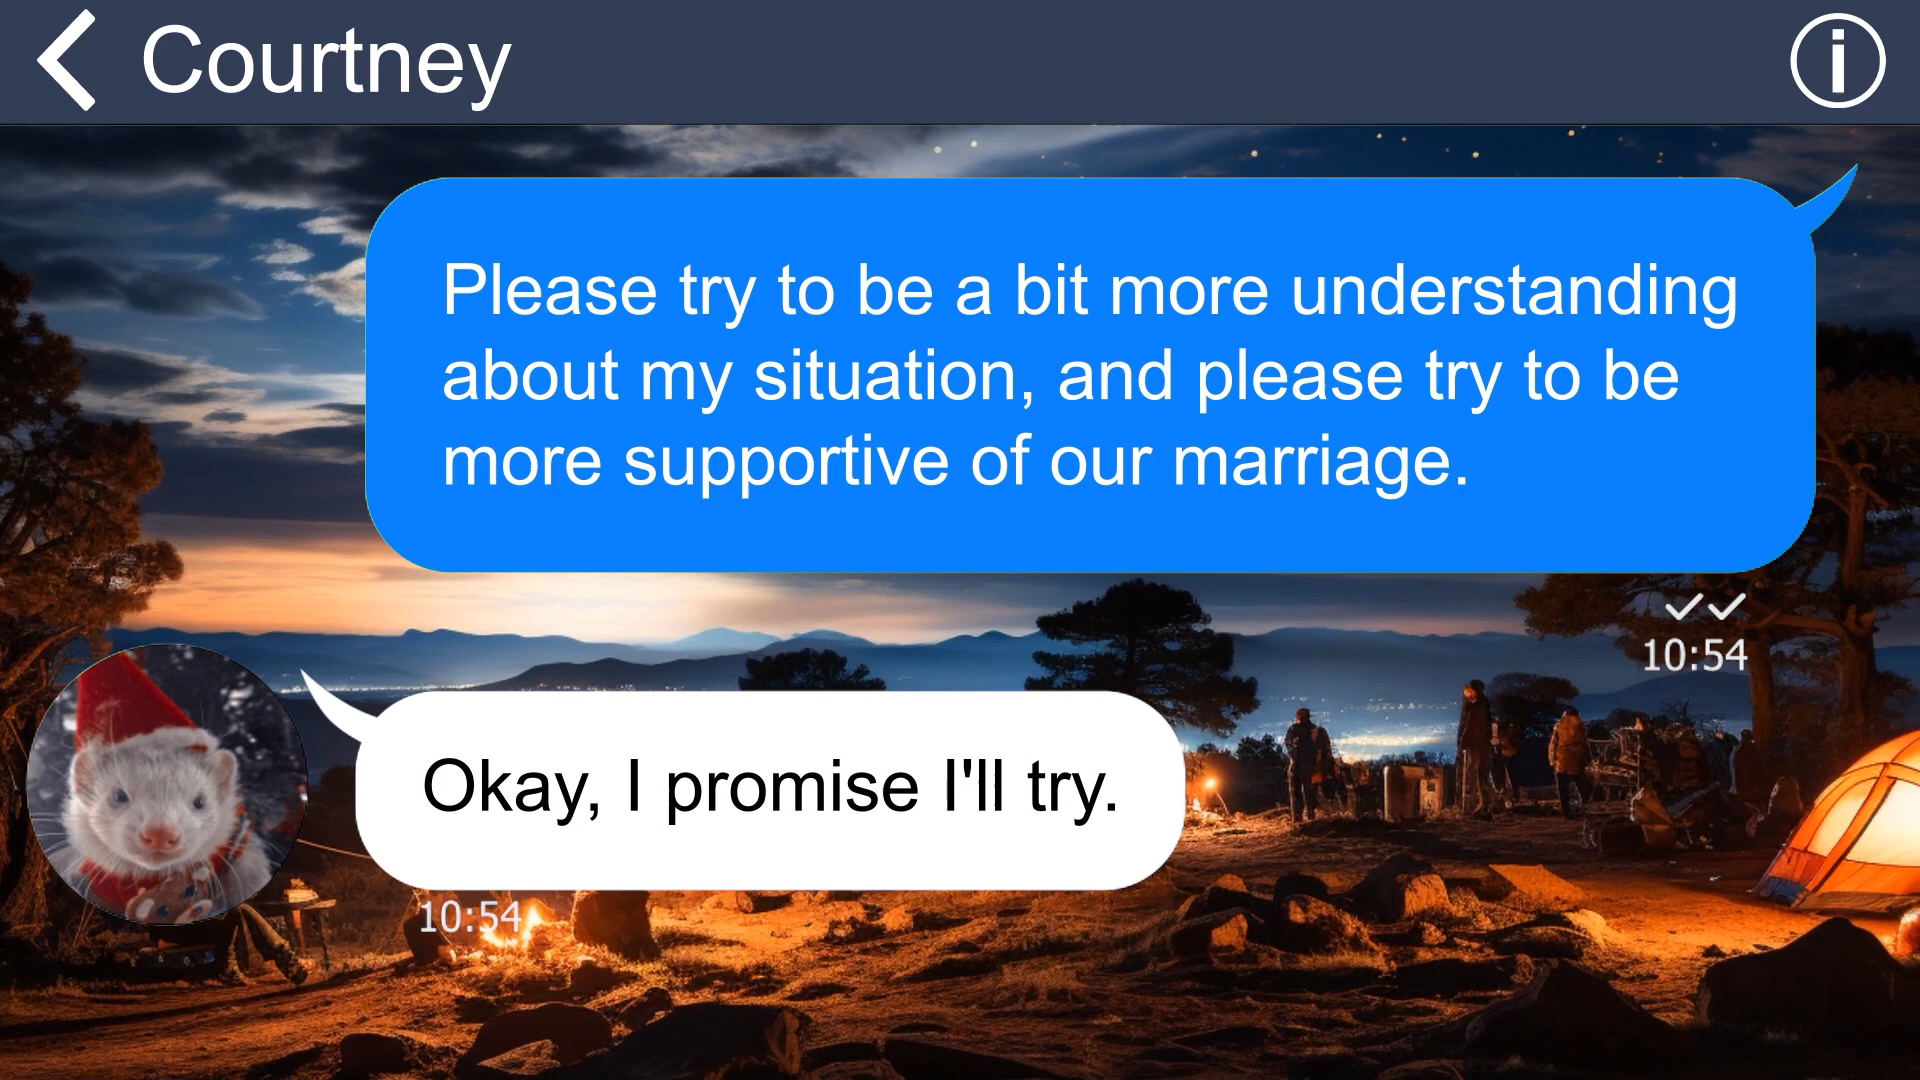 Courtney
Please try to be a bit more understanding
about my situation, and please try to be
more supportive of our marriage.
10:54
Okay, I promise I'll try.
10:54